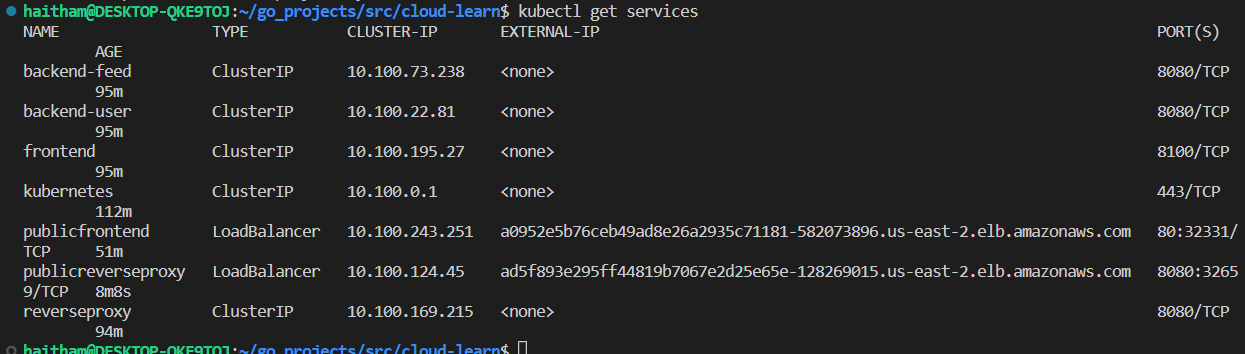 haitham@DESKTOP-QKE9TOJ:~/go_projects/src/cloud-learn$ kubectl get services
NAME TYPE CLUSTER-IP EXTERNAL-IP PORT(S)
AGE
backend-feed ClusterIP 10.100.73.238 <none> 8080/TCP
95m
backend-user ClusterIP 10.100.22.81 <none> 8080/TCP
95m
frontend ClusterIP 10.100.195.27 <none> 8100/TCP
95m
kubernetes ClusterIP 10.100.0.1 <none> 443/TCP
112m
publicfrontend LoadBalancer 10.100.243.251 a0952e5b76ceb49ad8e26a2935c71181-582073896.us-east-2.elb.amazonaws.com 80:32331/
TCP 51m
publicreverseproxy LoadBalancer 10.100.124.45 ad5f893e295ff44819b7067e2d25e65e-128269015.us-east-2.elb.amazonaws.com 8080:3265
9/TCP 8m8s
reverseproxy ClusterIP 10.100.169.215 <none> 8080/TCP
94m
haitham@DESKTOP-QKE9TOJ:~/go_projects/src/cloud-learn$